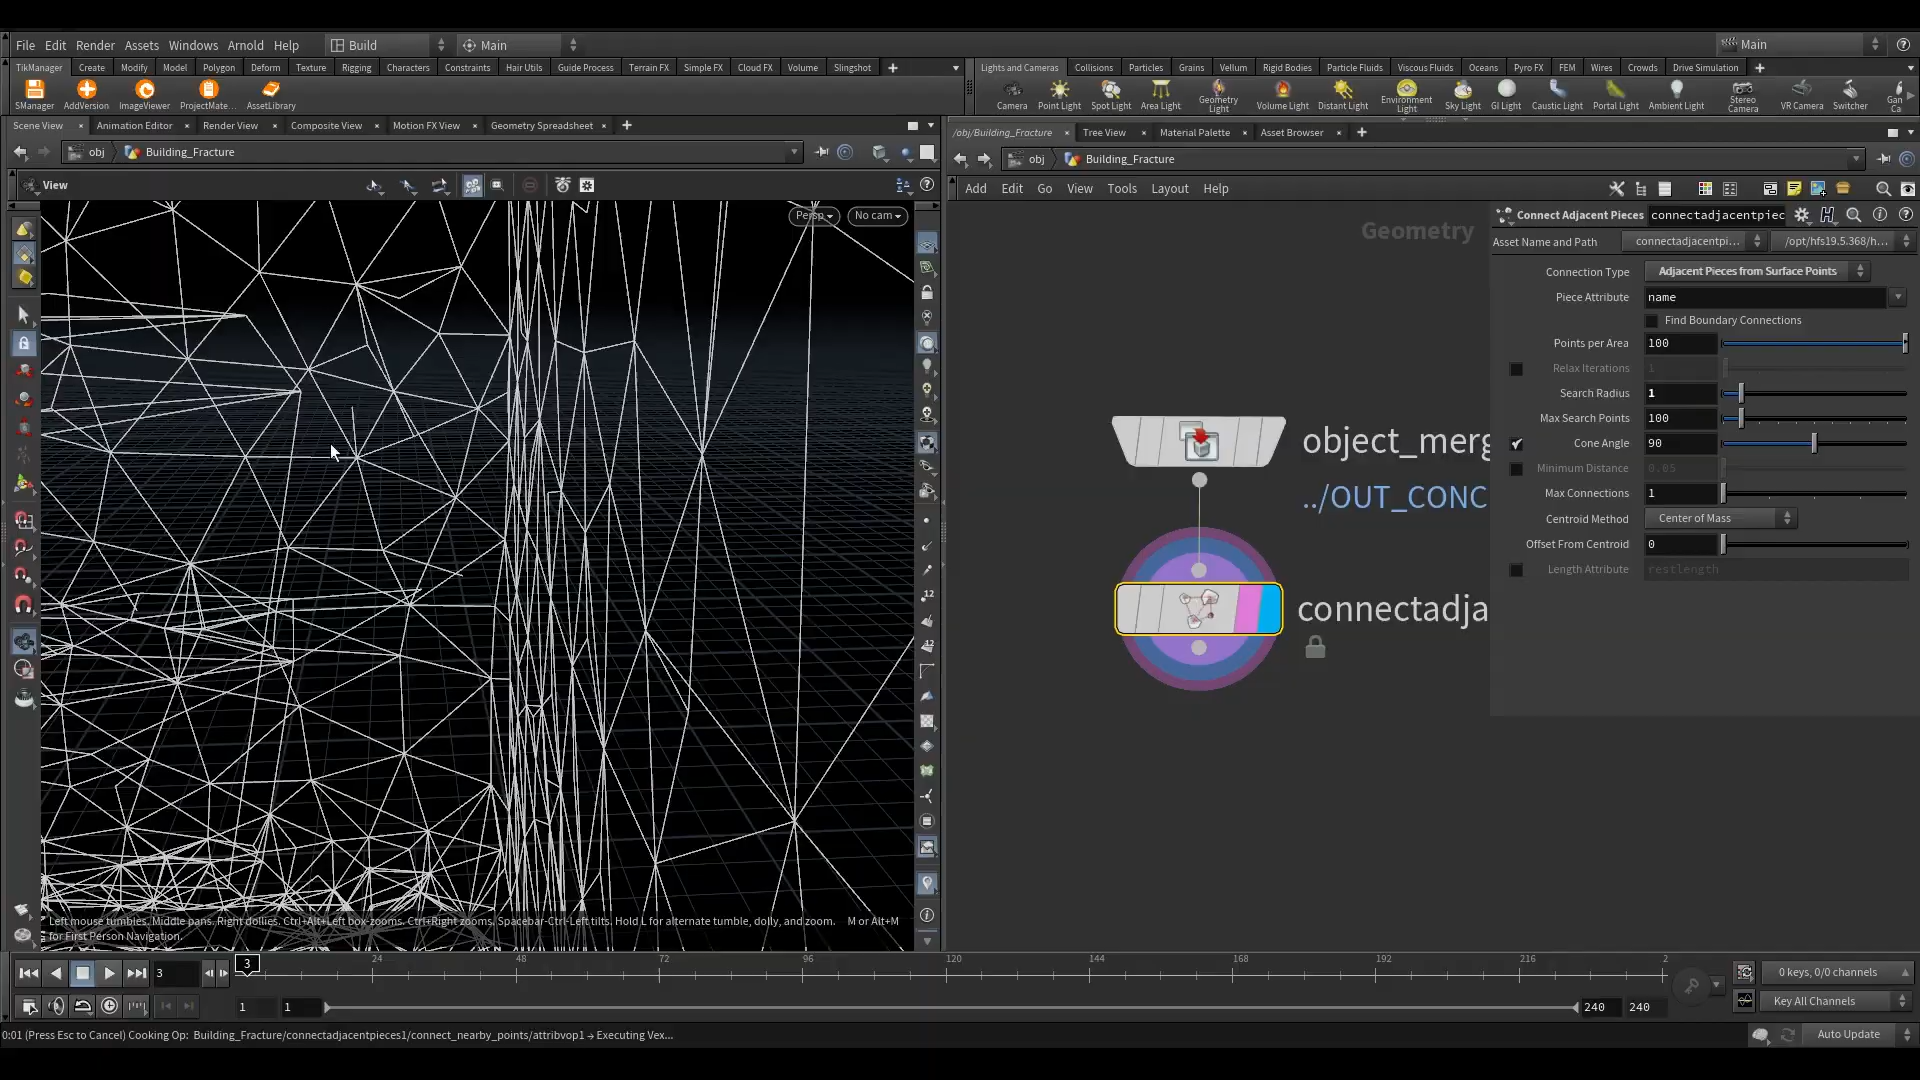 File Edit Render Assets Windows Arnold Help Build Main Main
TikManager Create Modify Model Polygon Deform Texture Rigging Characters Constraints Hair Utils Guide Process Terrain FX Simple FX Cloud FX Volume Slingshot
Lights and Cameras Collisions Particles Grains Vellum Rigid Bodies Particle Fluids Viscous Fluids Oceans Pyro FX FEM Wires Crowds Drive Simulation
SManager AddVersion ImageViewer ProjectMate... AssetLibrary
Camera Point Light Spot Light Area Light Geometry Light Volume Light Distant Light Environment Light Sky Light GI Light Caustic Light Portal Light Ambient Light Stereo Camera VR Camera Switcher Gan Ca
Scene View Animation Editor Render View Composite View Motion FX View Geometry Spreadsheet
/obj/Building_Fracture Tree View Material Palette Asset Browser
obj Building_Fracture
obj Building_Fracture
View
Add Edit Go View Tools Layout Help
Persp No cam
Geometry
Connect Adjacent Pieces connectadjacentpiec
Asset Name and Path connectadjacentpi... /opt/hfs19.5.368/h...
Connection Type Adjacent Pieces from Surface Points
Piece Attribute name
Find Boundary Connections
Points per Area 100
Relax Iterations 1
Search Radius 1
Max Search Points 100
Cone Angle 90
Minimum Distance 0.05
Max Connections 1
Centroid Method Center of Mass
Offset From Centroid 0
Length Attribute restlength
object_merg
../OUT_CONC
connectadja
12
12
Left mouse tumbles. Middle pans. Right dollies. Ctrl+Alt+Left box-zooms. Ctrl+Right zooms. Spacebar-Ctrl-Left tilts. Hold L for alternate tumble, dolly, and zoom. M or Alt+M
for First Person Navigation.
3 3 24 48 72 96 120 144 168 192 216 2
0 keys, 0/0 channels
1 1 240 240 Key All Channels
0:01 (Press Esc to Cancel) Cooking Op: Building_Fracture/connectadjacentpieces1/connect_nearby_points/attribvop1 → Executing Vex...
Auto Update